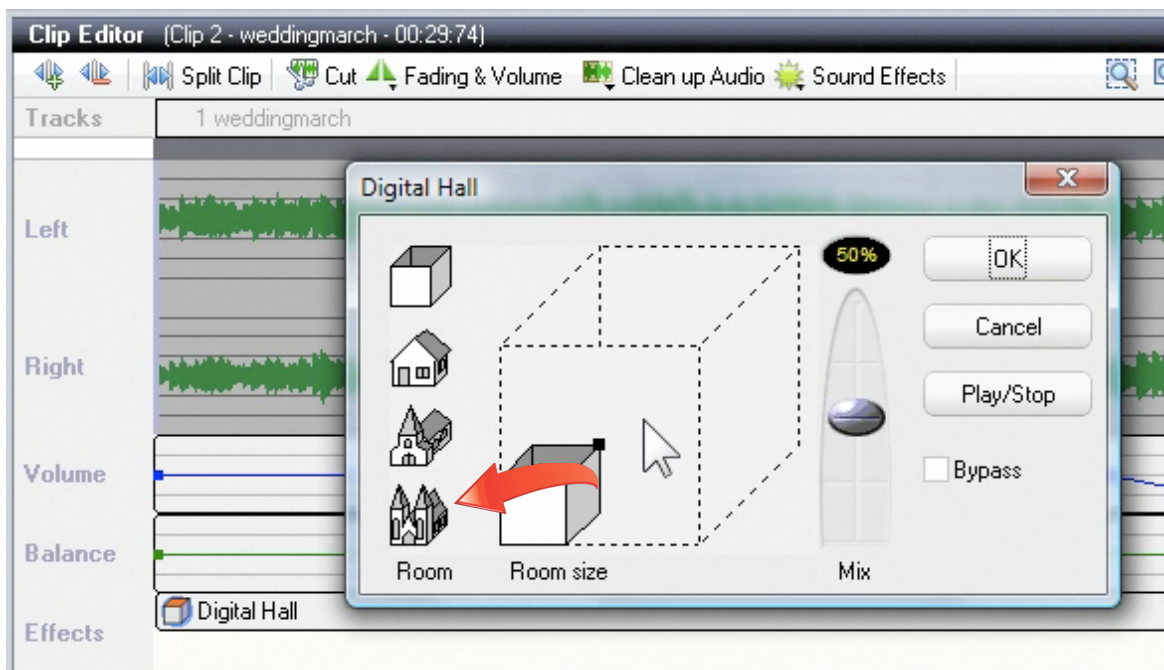 Clip Editor (Clip 2 - weddingmarch - 00:29:74)
Split Clip Cut Fading & Volume Clean up Audio Sound Effects
Tracks 1 weddingmarch
Digital Hall
X
Left
50%
OK
Cancel
Right
Play/Stop
Volume
Bypass
Balance
Room Room size Mix
Digital Hall
Effects